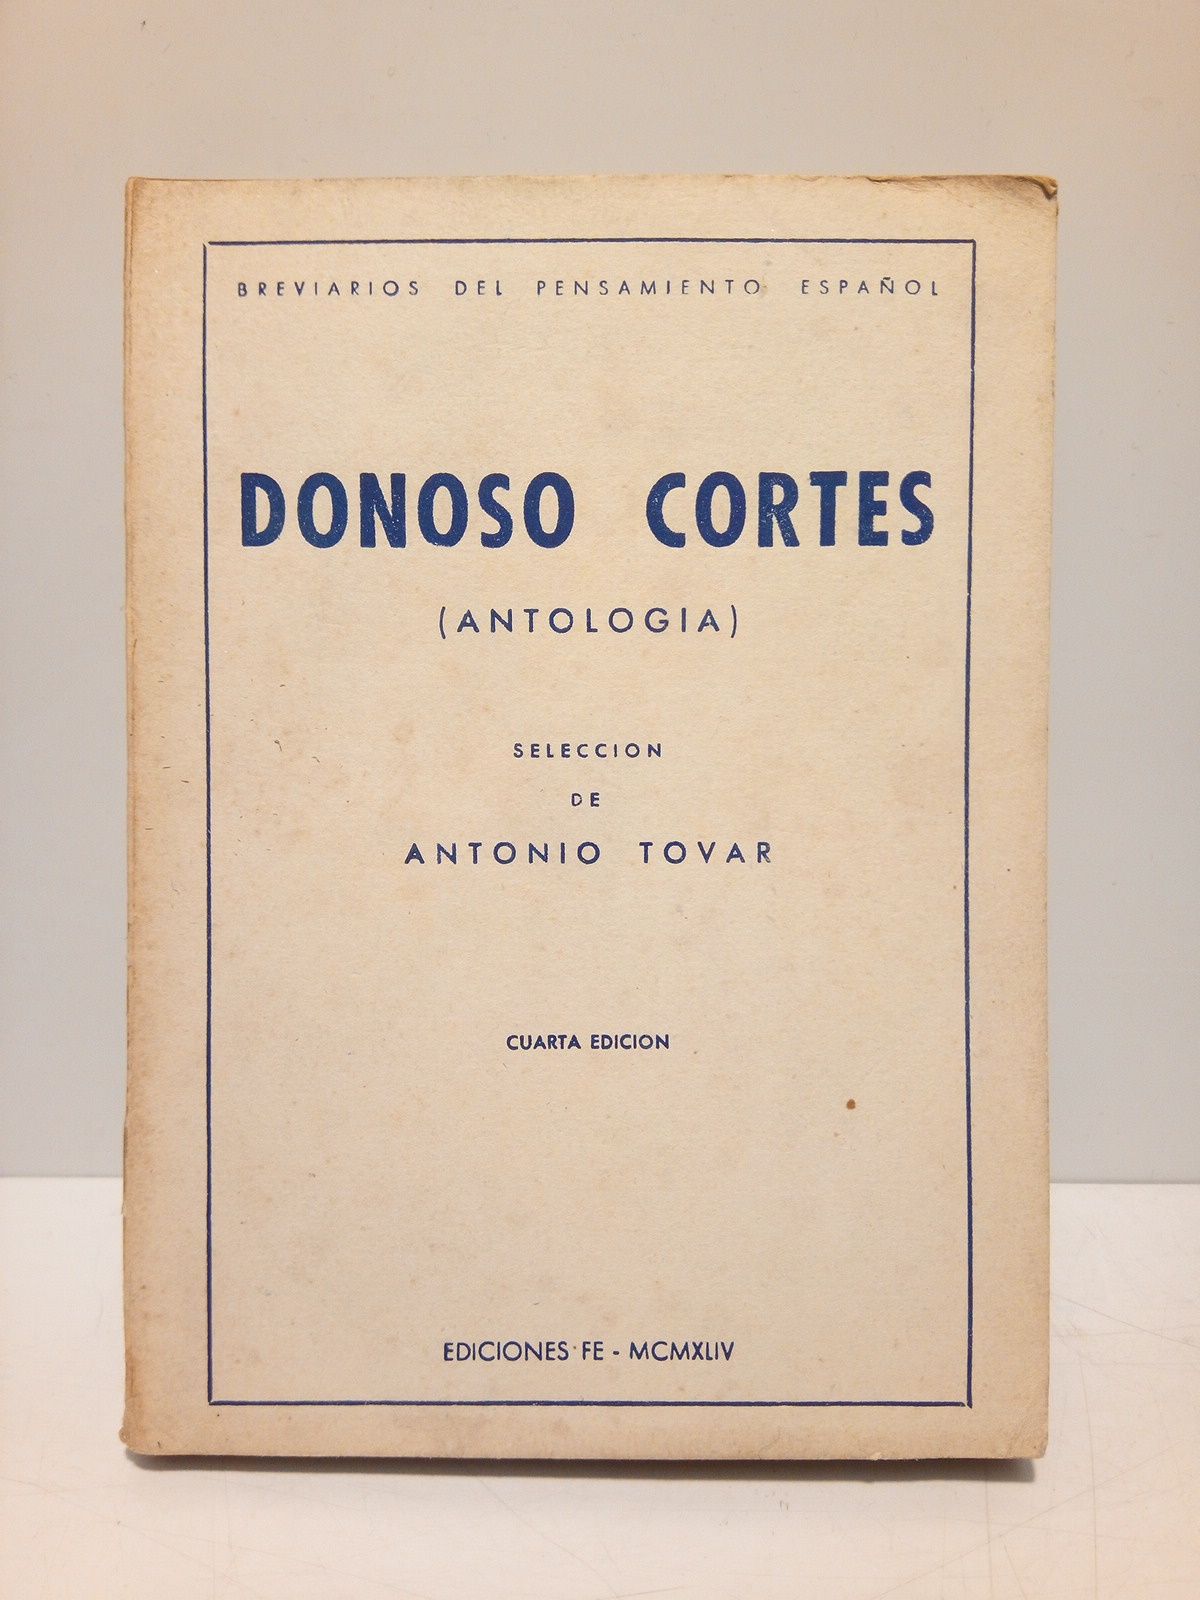 BREVIARIOS DEL PENSAMIENTO ESPAÑOL
DONOSO CORTES
(ANTOLOGIA)
SELECCION
DE
ANTONIO TOVAR
CUARTA EDICION
EDICIONES FE - MCMXLIV